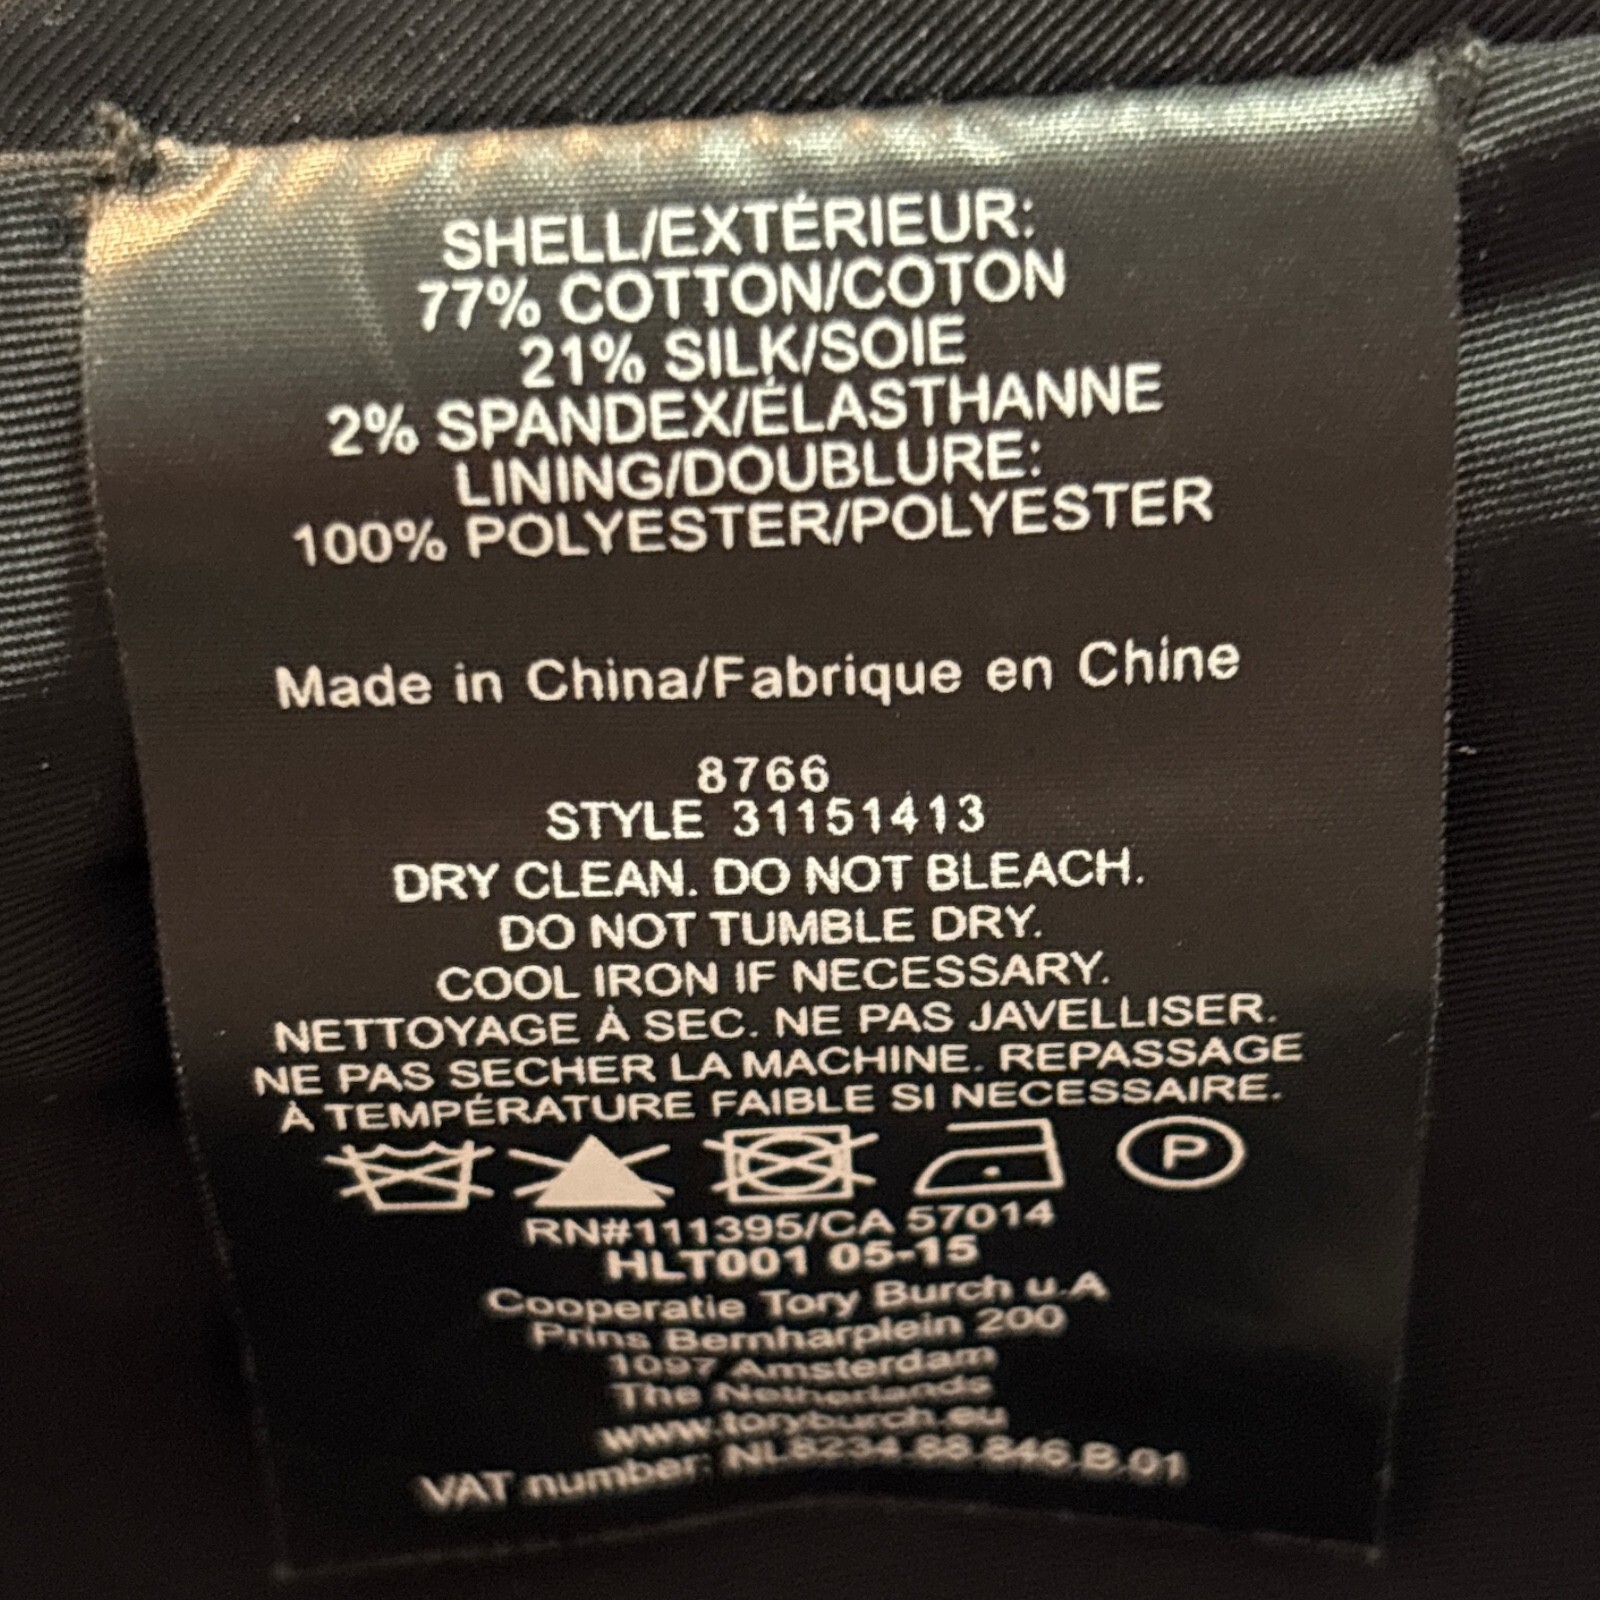 SHELL/EXTÉRIEUR:
77% COTTON/COTON
21% SILK/SOIE
2% SPANDEX/ÉLASTHANNE
LINING/DOUBLURE:
100% POLYESTER/POLYESTER
Made in China/Fabrique en Chine
8766
STYLE 31151413
DRY CLEAN. DO NOT BLEACH.
DO NOT TUMBLE DRY.
COOL IRON IF NECESSARY.
NETTOYAGE À SEC. NE PAS JAVELLISER.
NE PAS SECHER LA MACHINE. REPASSAGE
À TEMPÉRATURE FAIBLE SI NECESSAIRE.
P
RN#111395/CA 57014
HLT001 05-15
Cooperatie Tory Burch u.A
Prins Bernharplein 200
1097 Amsterdam
The Netherlands
www.toryburch.eu
VAT number: NL8234.88.846.B.01